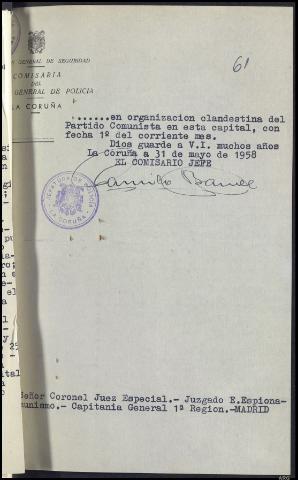 61
GENERAL DE SEGURIDAD
COMISARIA
DEL
GENERAL DE POLICIA
LA CORUÑA
.......en organizacion clandestina del
Partido Comunista en esta capital, con
fecha 1º del corriente mes.
Dios guarde a V.I. muchos años
La Coruña a 31 de mayo de 1958
EL COMISARIO JEFE
Señor Coronel Juez Especial.- Juzgado E.Espiona-
munismo.- Capitania General 1ª Region.-MADRID